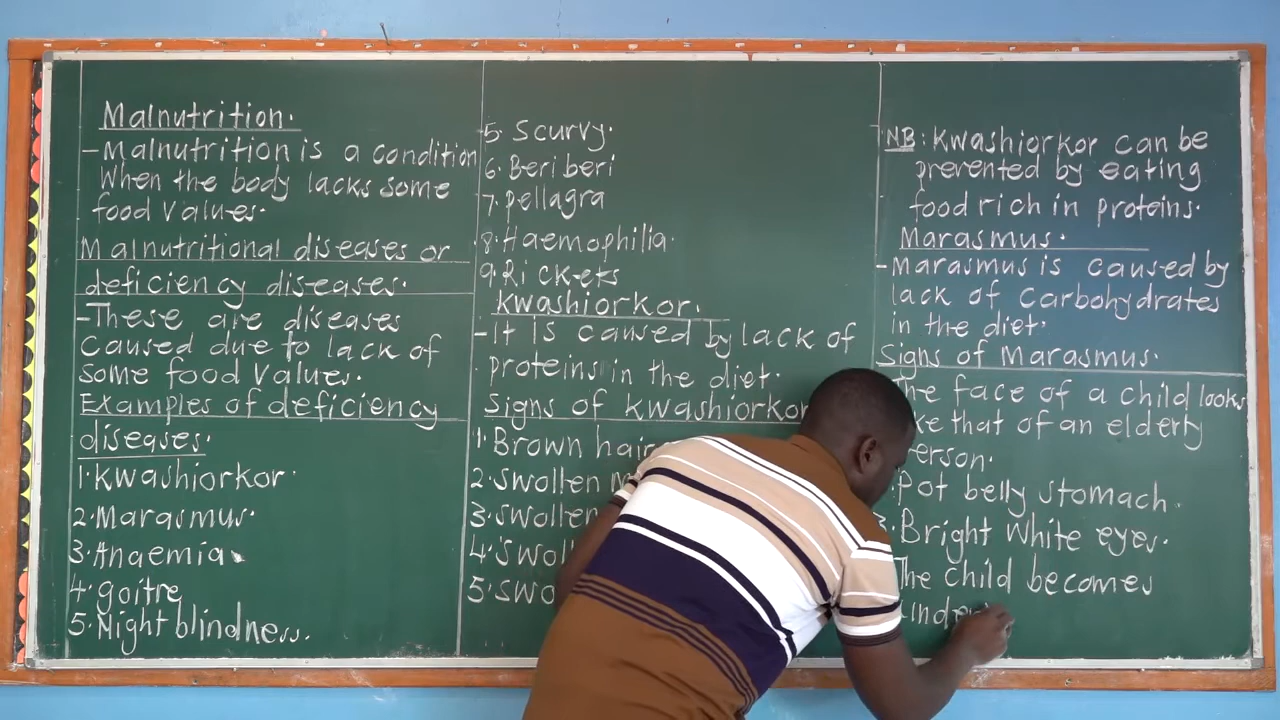 Malnutrition.
-Malnutrition is a condition
When the body lacks some
food Values.
Malnutritional diseases or
deficiency diseases.
-These are diseases
Caused due to lack of
some food Values.
Examples of deficiency
diseases.
1.Kwashiorkor.
2.Marasmus.
3.Anaemia
4.goitre
5.Night blindness.
5.Scurvy.
6.Beriberi
7.pellagra
8.Haemophilia.
9.Rickets
Kwashiorkor.
-It is caused by lack of
proteins in the diet.
Signs of kwashiorkor
1.Brown hair
2.Swollen
3.Swollen
4.
5.
NB: Kwashiorkor can be
prevented by eating
food rich in proteins.
Marasmus.
-Marasmus is caused by
lack of Carbohydrates
in the diet.
Signs of Marasmus.
The face of a child looks
that of an elderly
Pot belly stomach.
3.Bright White eyes.
The child becomes